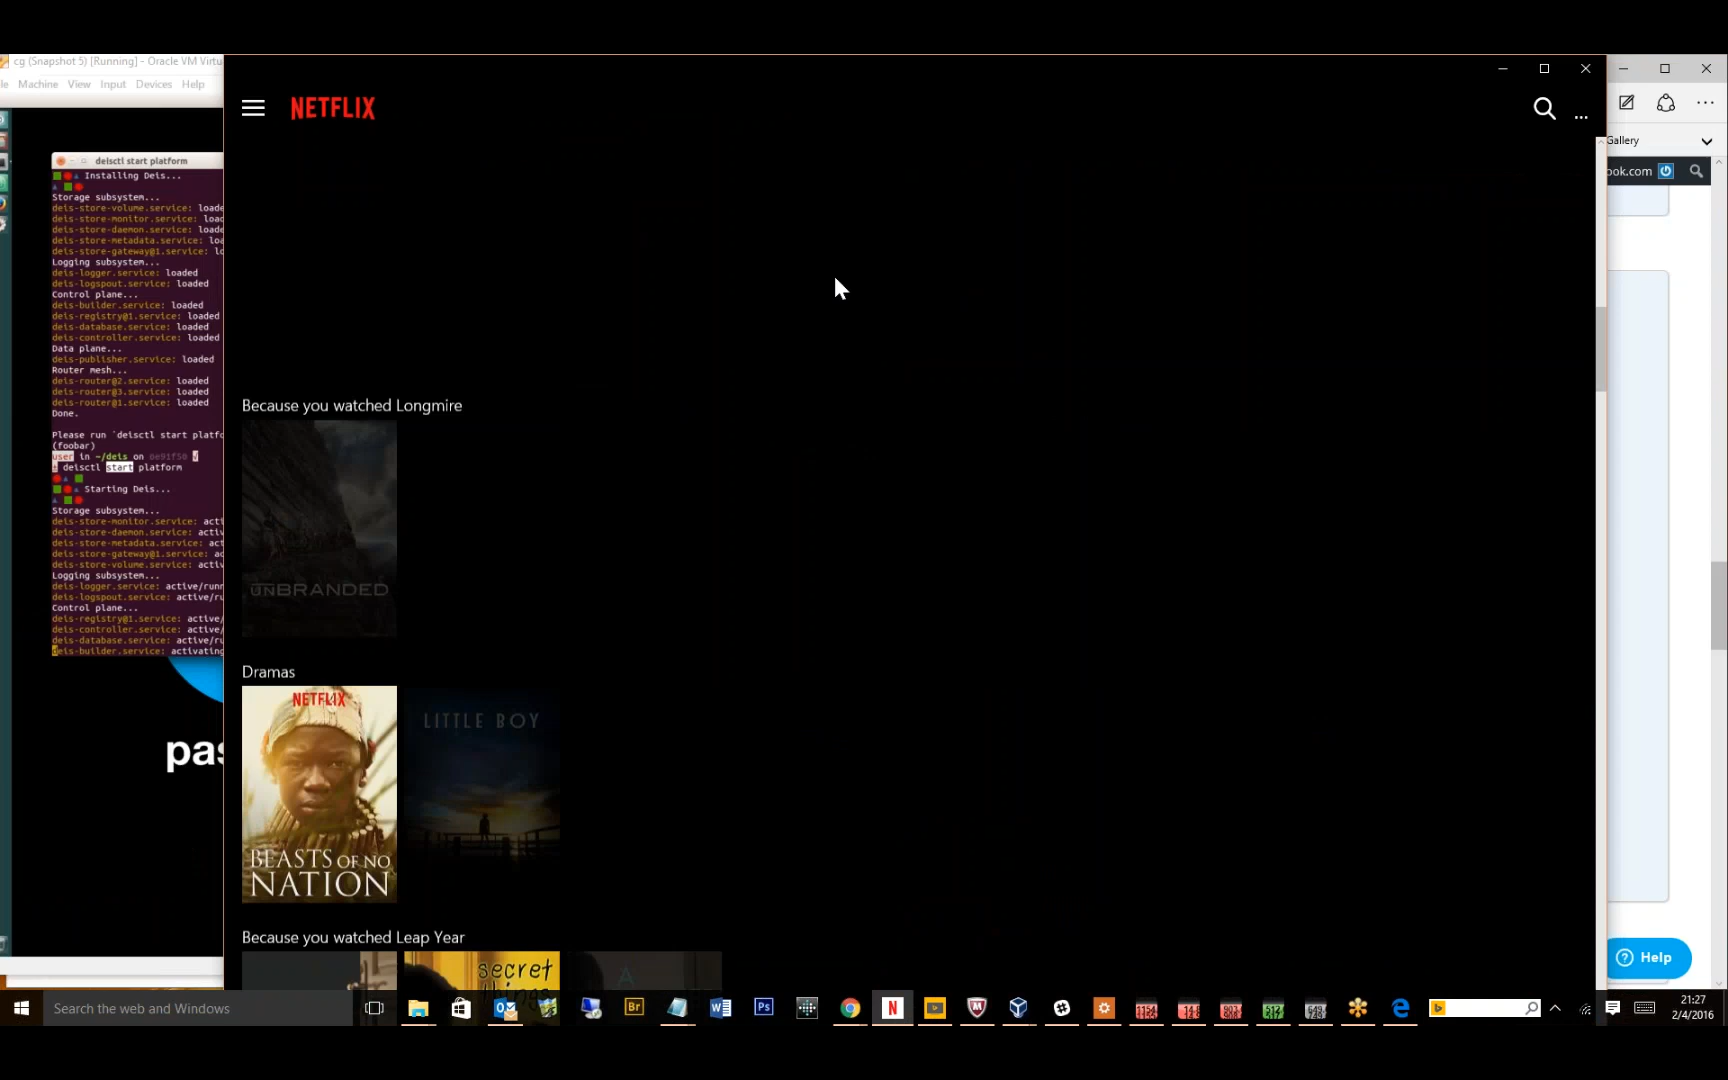 cg (Snapshot 5) [Running] - Oracle VM Virtu
Machine View Input Devices Help
deisctl start platform
Installing Deis...
Storage subsystem...
deis-store-volume.service: loade
deis-store-monitor.service: load
deis-store-daemon.service: loade
deis-store-metadata.service: loa
deis-store-gateway@1.service: lo
Logging subsystem...
deis-logger.service: loaded
deis-logspout.service: loaded
Control plane...
deis-builder.service: loaded
deis-registry@1.service: loaded
deis-database.service: loaded
deis-controller.service: loaded
Data plane...
deis-publisher.service: loaded
Router mesh...
deis-router@2.service: loaded
deis-router@3.service: loaded
deis-router@1.service: loaded
Done.
Please run `deisctl start platfo
(foobar)
user in ~/deis on 0e91f50
deisctl start platform
Starting Deis...
Storage subsystem...
deis-store-monitor.service: acti
deis-store-daemon.service: activ
deis-store-metadata.service: act
deis-store-gateway@1.service: ac
deis-store-volume.service: activ
Logging subsystem...
deis-logger.service: active/runn
deis-logspout.service: active/ru
Control plane...
deis-registry@1.service: active/
deis-controller.service: active/
deis-database.service: active/ru
deis-builder.service: activating
pas
NETFLIX
...
Because you watched Longmire
UNBRANDED
Dramas
NETFLIX
BEASTS OF NO
NATION
LITTLE BOY
Because you watched Leap Year
secret
things
A
Gallery
ook.com
Help
Search the web and Windows
21:27
2/4/2016